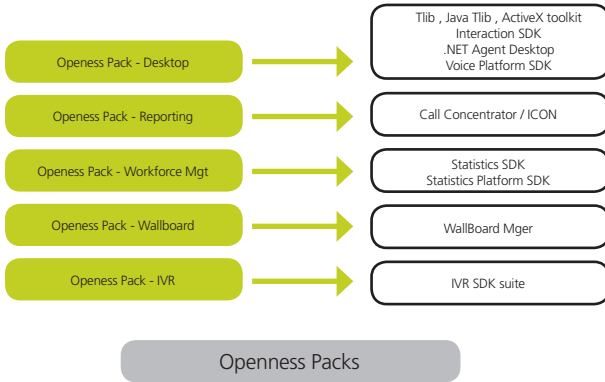 Tlib , Java Tlib , ActiveX toolkit
Interaction SDK
.NET Agent Desktop
Voice Platform SDK
Openess Pack - Desktop
Openess Pack - Reporting
Call Concentrator / ICON
Openess Pack - Workforce Mgt
Statistics SDK
Statistics Platform SDK
Openess Pack - Wallboard
WallBoard Mger
Openess Pack - IVR
IVR SDK suite
Openness Packs